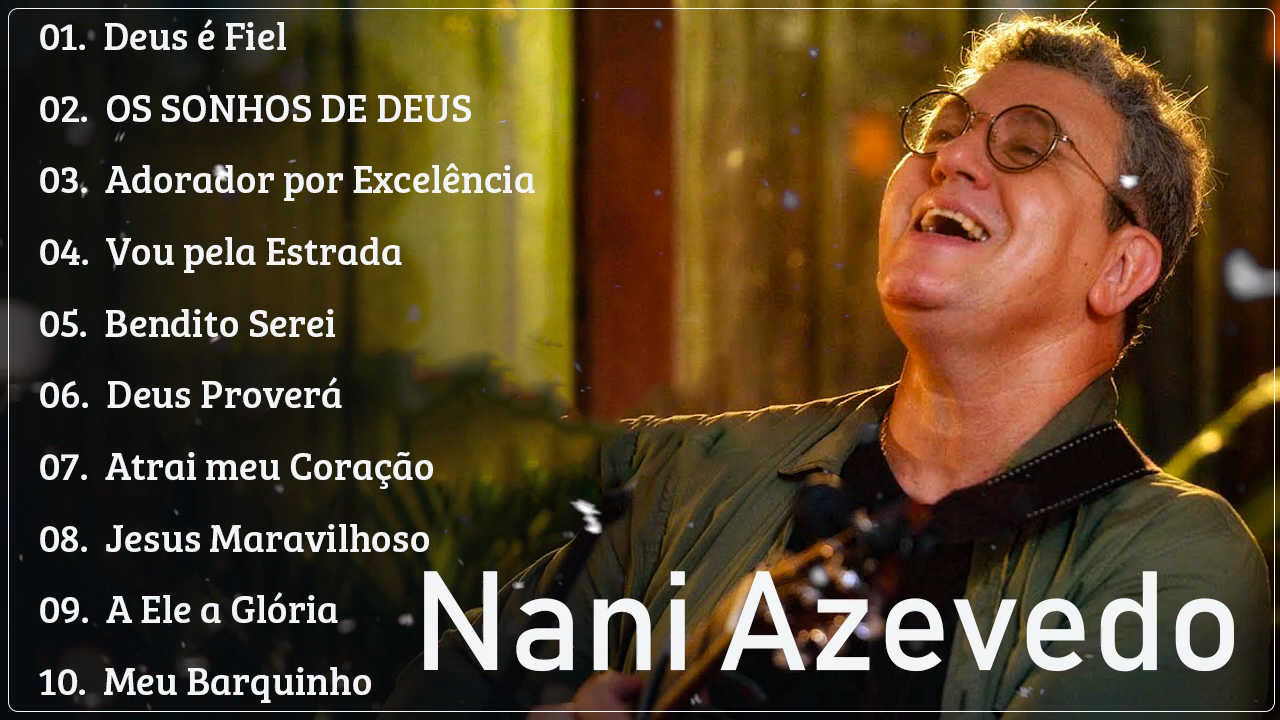 01. Deus é Fiel
02. OS SONHOS DE DEUS
03. Adorador por Excelência
04. Vou pela Estrada
05. Bendito Serei
06. Deus Proverá
07. Atrai meu Coração
08. Jesus Maravilhoso
09. A Ele a Glória
10. Meu Barquinho
Nani Azevedo